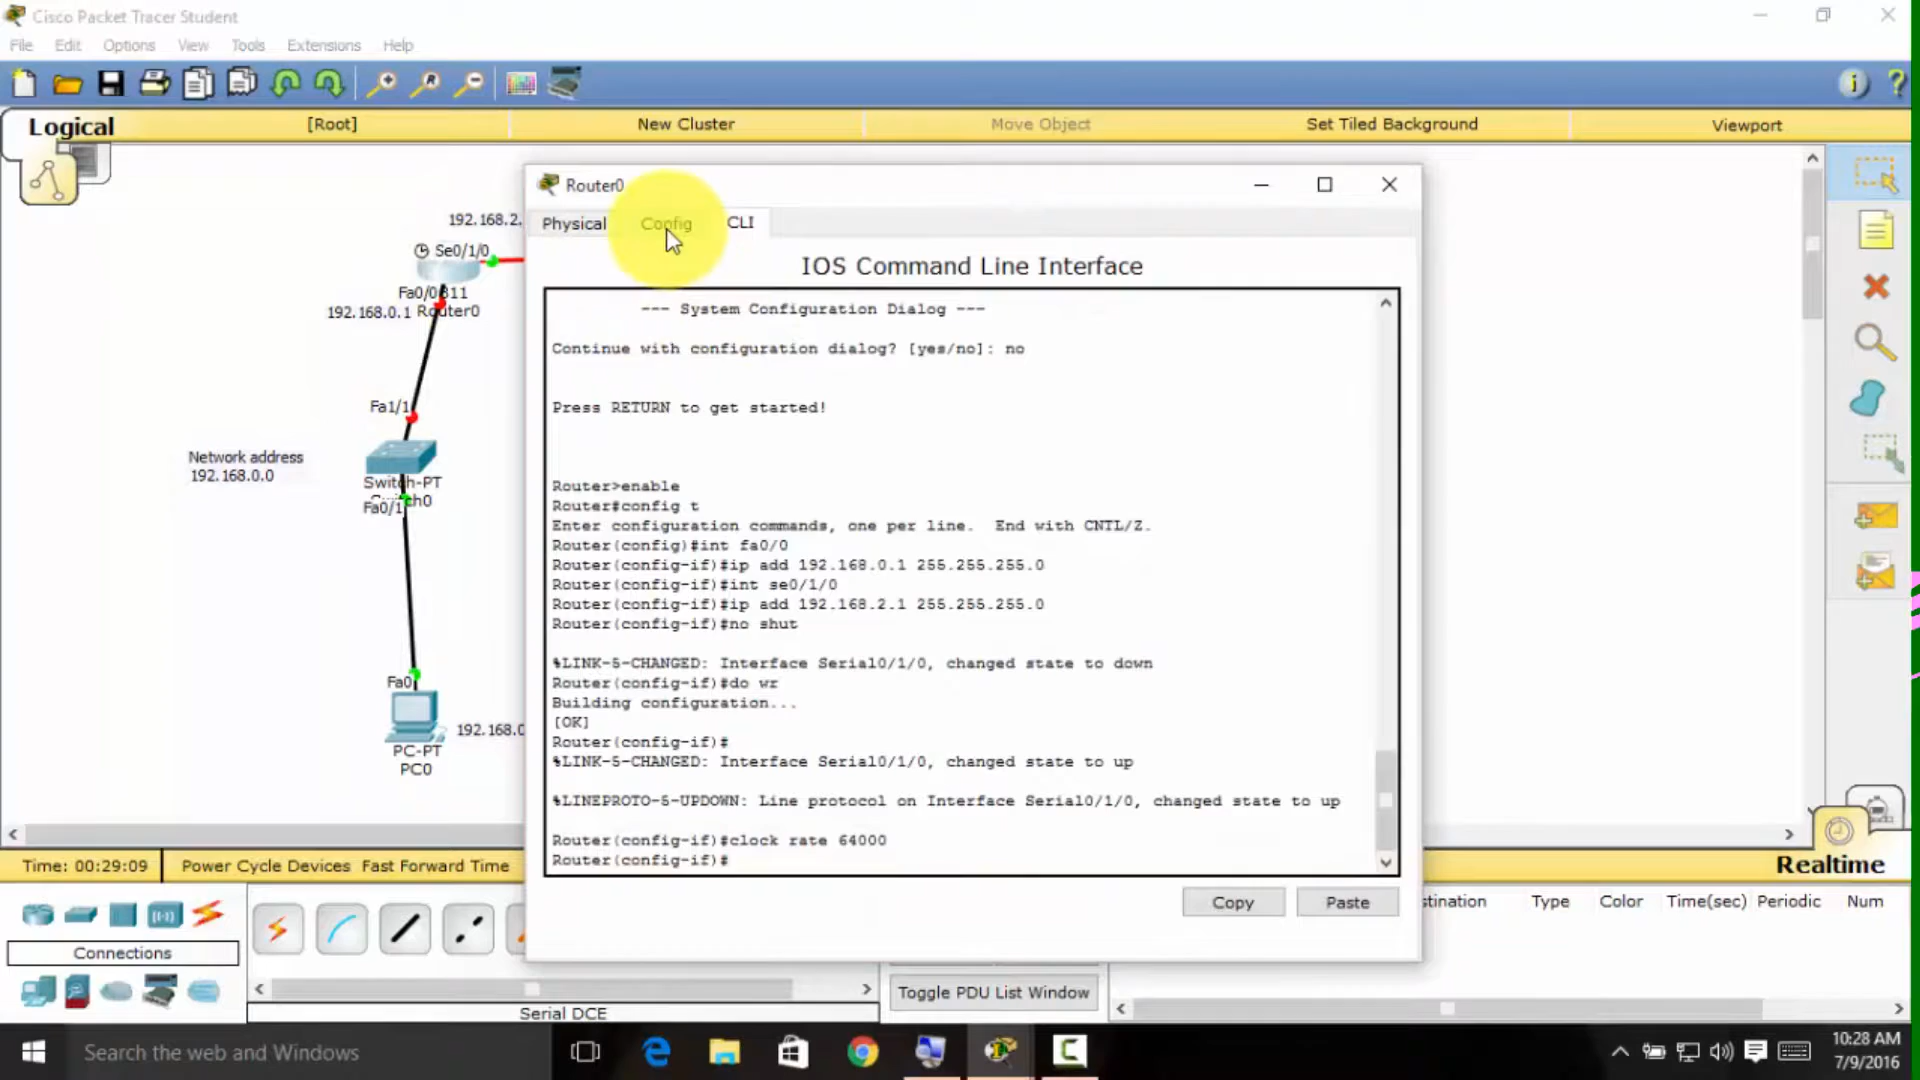 Cisco Packet Tracer Student
File Edit Options View Tools Extensions Help
Logical [Root] New Cluster Move Object Set Tiled Background Viewport
192.168.2.
Se0/1/0
Fa0/0
811
192.168.0.1 Router0
Fa1/1
Network address
192.168.0.0
Switch-PT
Switch0
Fa0/1
Fa0
192.168.0
PC-PT
PC0
Router0
Physical Config CLI
IOS Command Line Interface
--- System Configuration Dialog ---
Continue with configuration dialog? [yes/no]: no
Press RETURN to get started!
Router>enable
Router#config t
Enter configuration commands, one per line. End with CNTL/Z.
Router(config)#int fa0/0
Router(config-if)#ip add 192.168.0.1 255.255.255.0
Router(config-if)#int se0/1/0
Router(config-if)#ip add 192.168.2.1 255.255.255.0
Router(config-if)#no shut
%LINK-5-CHANGED: Interface Serial0/1/0, changed state to down
Router(config-if)#do wr
Building configuration...
[OK]
Router(config-if)#
%LINK-5-CHANGED: Interface Serial0/1/0, changed state to up
%LINEPROTO-5-UPDOWN: Line protocol on Interface Serial0/1/0, changed state to up
Router(config-if)#clock rate 64000
Router(config-if)#
Copy Paste
Time: 00:29:09 Power Cycle Devices Fast Forward Time
Realtime
stination Type Color Time(sec) Periodic Num
Connections
Toggle PDU List Window
Serial DCE
Search the web and Windows
10:28 AM
7/9/2016